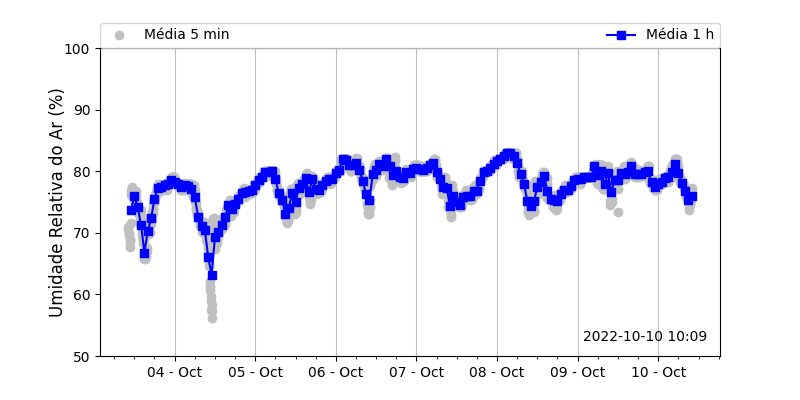 Média 5 min
Média 1 h
Umidade Relativa do Ar (%)
100
90
80
70
60
50
2022-10-10 10:09
04 - Oct
05 - Oct
06 - Oct
07 - Oct
08 - Oct
09 - Oct
10 - Oct